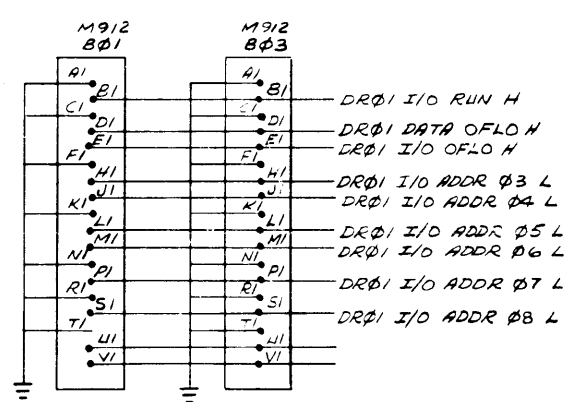 M912 M912
BØ1 BØ3
A1 A1
B1 B1 DRØ1 I/O RUN H
C1 C1
D1 D1 DRØ1 DATA OFLO H
E1 E1 DRØ1 I/O OFLO H
F1 F1
H1 H1 DRØ1 I/O ADDR Ø3 L
J1 J1 DRØ1 I/O ADDR Ø4 L
K1 K1
L1 L1 DRØ1 I/O ADDR Ø5 L
M1 M1 DRØ1 I/O ADDR Ø6 L
N1 N1
P1 P1 DRØ1 I/O ADDR Ø7 L
R1 R1
S1 S1 DRØ1 I/O ADDR Ø8 L
T1 T1
U1 U1
V1 V1